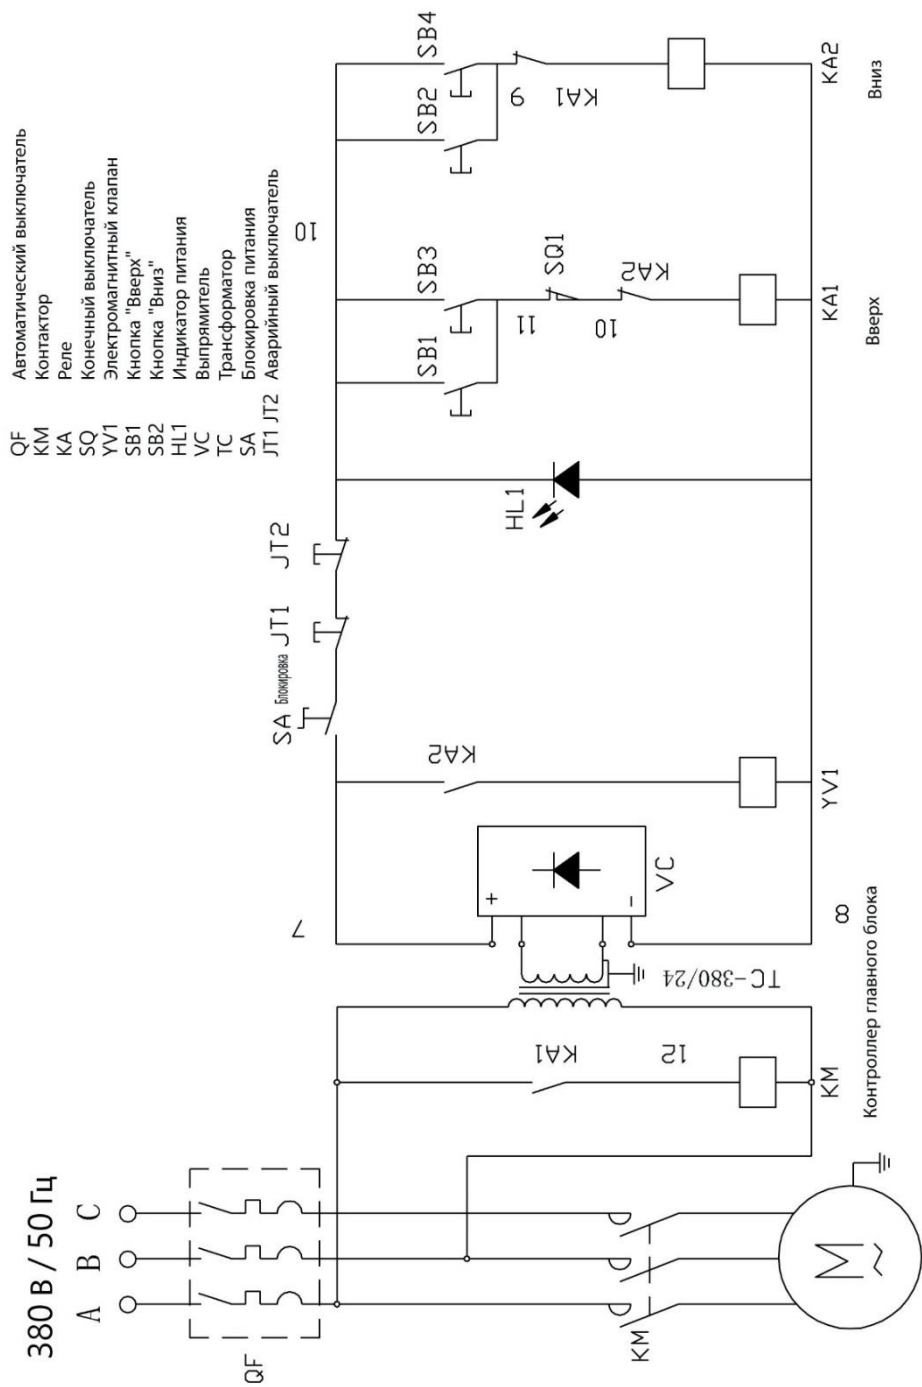 380 В / 50 Гц
A B C
QF
KM
QF Автоматический выключатель
KM Контактор
KA Реле
SQ Конечный выключатель
YV1 Электромагнитный клапан
SB1 Кнопка "Вверх"
SB2 Кнопка "Вниз"
HL1 Индикатор питания
VC Выпрямитель
TC Трансформатор
SA Блокировка питания
JT1 JT2 Аварийный выключатель
7
SA Блокировка
JT1
JT2
10
KA1
12
TC-380/24
+
-
VC
KA2
HL1
SB1
SB3
11
SQ1
10
KA2
SB2
SB4
9
KA1
KM
8
YV1
KA1
KA2
Контроллер главного блока
Вверх
Вниз
M
~